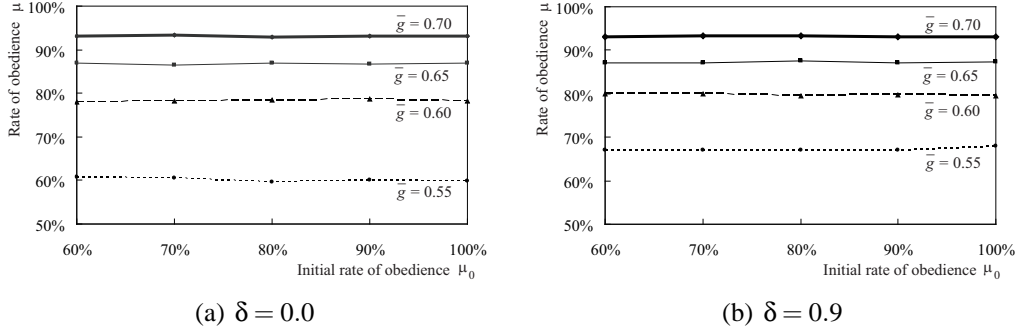 Rate of obedience μ
100%
90%
80%
70%
60%
50%
g̅ = 0.70
g̅ = 0.65
g̅ = 0.60
g̅ = 0.55
60% 70% 80% 90% 100%
Initial rate of obedience μ₀
(a) δ = 0.0
Rate of obedience μ
100%
90%
80%
70%
60%
50%
g̅ = 0.70
g̅ = 0.65
g̅ = 0.60
g̅ = 0.55
60% 70% 80% 90% 100%
Initial rate of obedience μ₀
(b) δ = 0.9